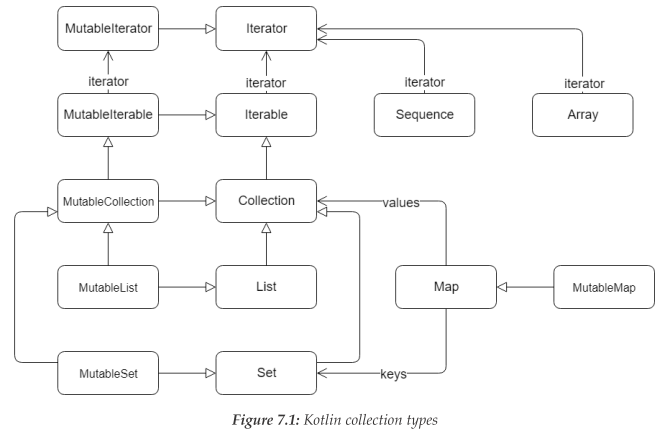 MutableIterator
Iterator
iterator
iterator
iterator
iterator
MutableIterable
Iterable
Sequence
Array
MutableCollection
Collection
values
MutableList
List
Map
MutableMap
MutableSet
Set
keys
Figure 7.1: Kotlin collection types